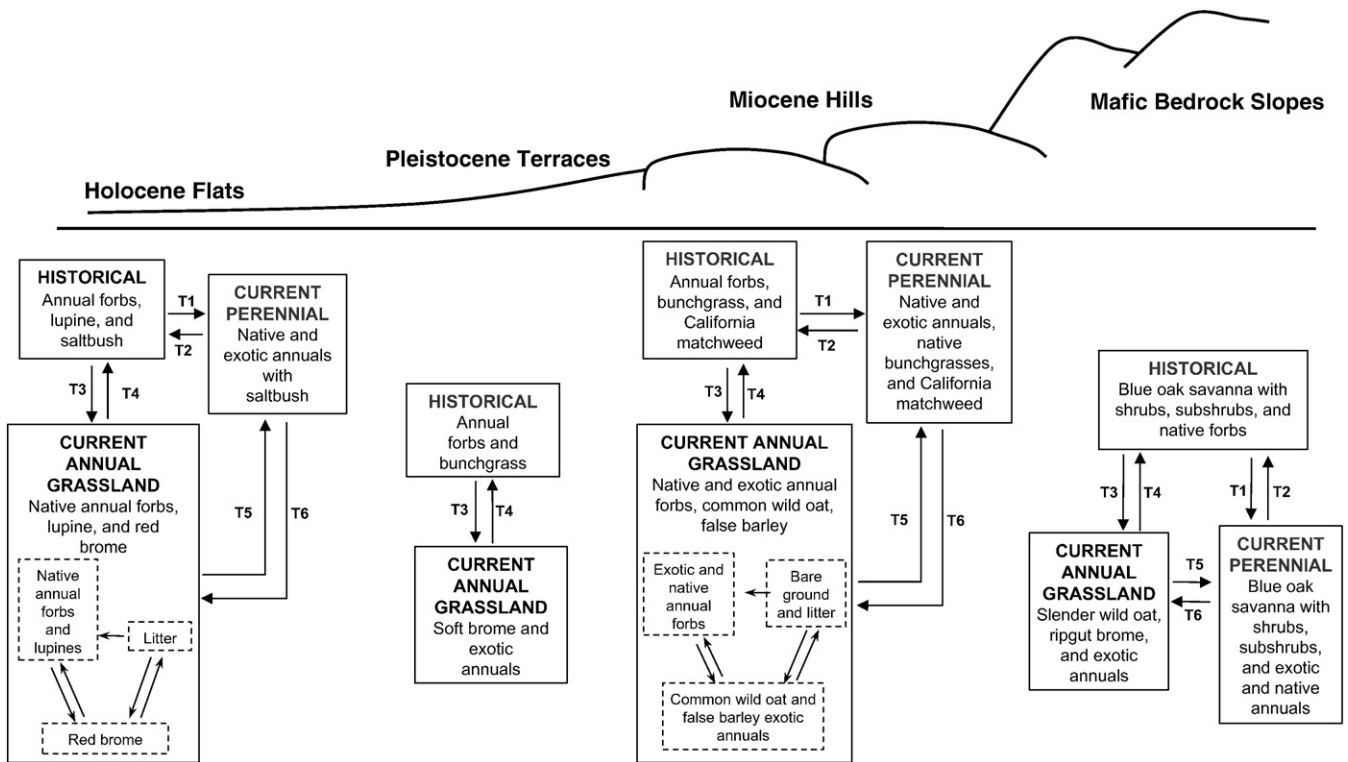 Mafic Bedrock Slopes
Miocene Hills
Pleistocene Terraces
Holocene Flats
HISTORICAL
Annual forbs,
lupine, and
saltbush
T1
T2
CURRENT
PERENNIAL
Native and
exotic annuals
with
saltbush
T3
T4
CURRENT
ANNUAL
GRASSLAND
Native annual forbs,
lupine, and red
brome
Native
annual
forbs
and
lupines
Litter
Red brome
T5
T6
HISTORICAL
Annual
forbs and
bunchgrass
T3
T4
CURRENT
ANNUAL
GRASSLAND
Soft brome and
exotic
annuals
HISTORICAL
Annual forbs,
bunchgrass, and
California
matchweed
T1
T2
CURRENT
PERENNIAL
Native and
exotic annuals,
native
bunchgrasses,
and California
matchweed
T3
T4
CURRENT ANNUAL
GRASSLAND
Native and exotic annual
forbs, common wild oat,
false barley
Exotic and
native
annual
forbs
Bare
ground
and litter
Common wild oat and
false barley exotic
annuals
T5
T6
HISTORICAL
Blue oak savanna with
shrubs, subshrubs, and
native forbs
T3
T4
T1
T2
CURRENT
ANNUAL
GRASSLAND
Slender wild oat,
ripgut brome,
and exotic
annuals
T5
T6
CURRENT
PERENNIAL
Blue oak
savanna with
shrubs,
subshrubs,
and exotic
and native
annuals